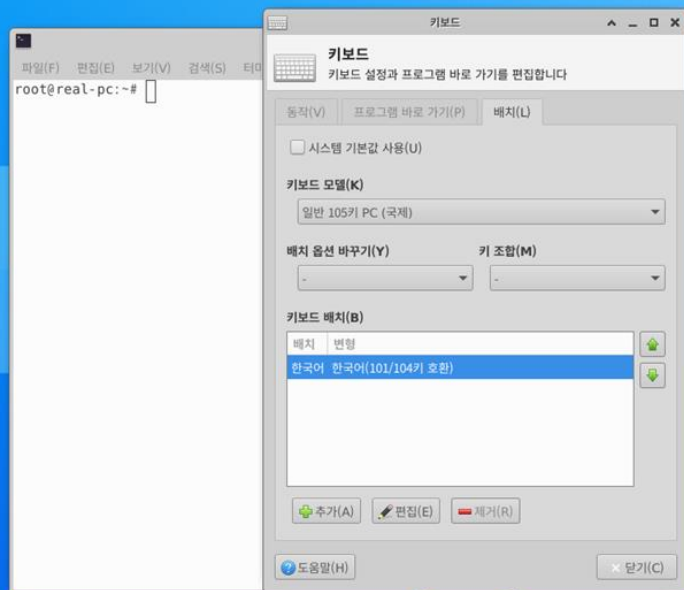 키보드
파일(F) 편집(E) 보기(V) 검색(S)
root@real-pc:~#
키보드
키보드 설정과 프로그램 바로 가기를 편집합니다
동작(V) 프로그램 바로 가기(P) 배치(L)
시스템 기본값 사용(U)
키보드 모델(K)
일반 105키 PC (국제)
배치 옵션 바꾸기(Y) 키 조합(M)
- -
키보드 배치(B)
배치 변형
한국어 한국어(101/104키 호환)
추가(A) 편집(E) 제거(R)
도움말(H) 닫기(C)